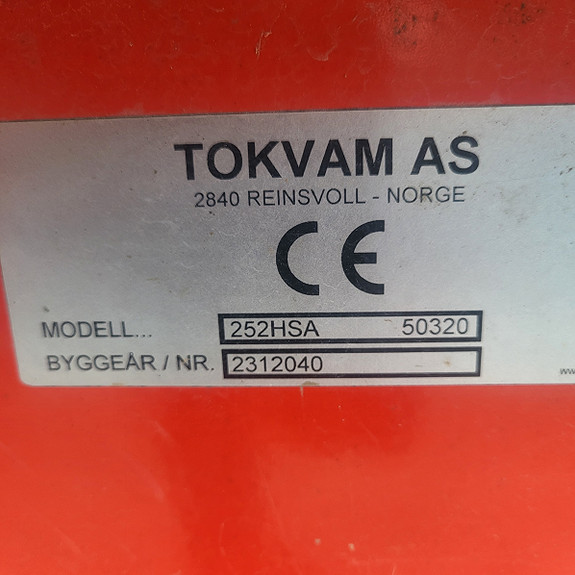 TOKVAM AS
2840 REINSVOLL - NORGE
CE
MODELL... 252HSA 50320
BYGGEÅR / NR. 2312040